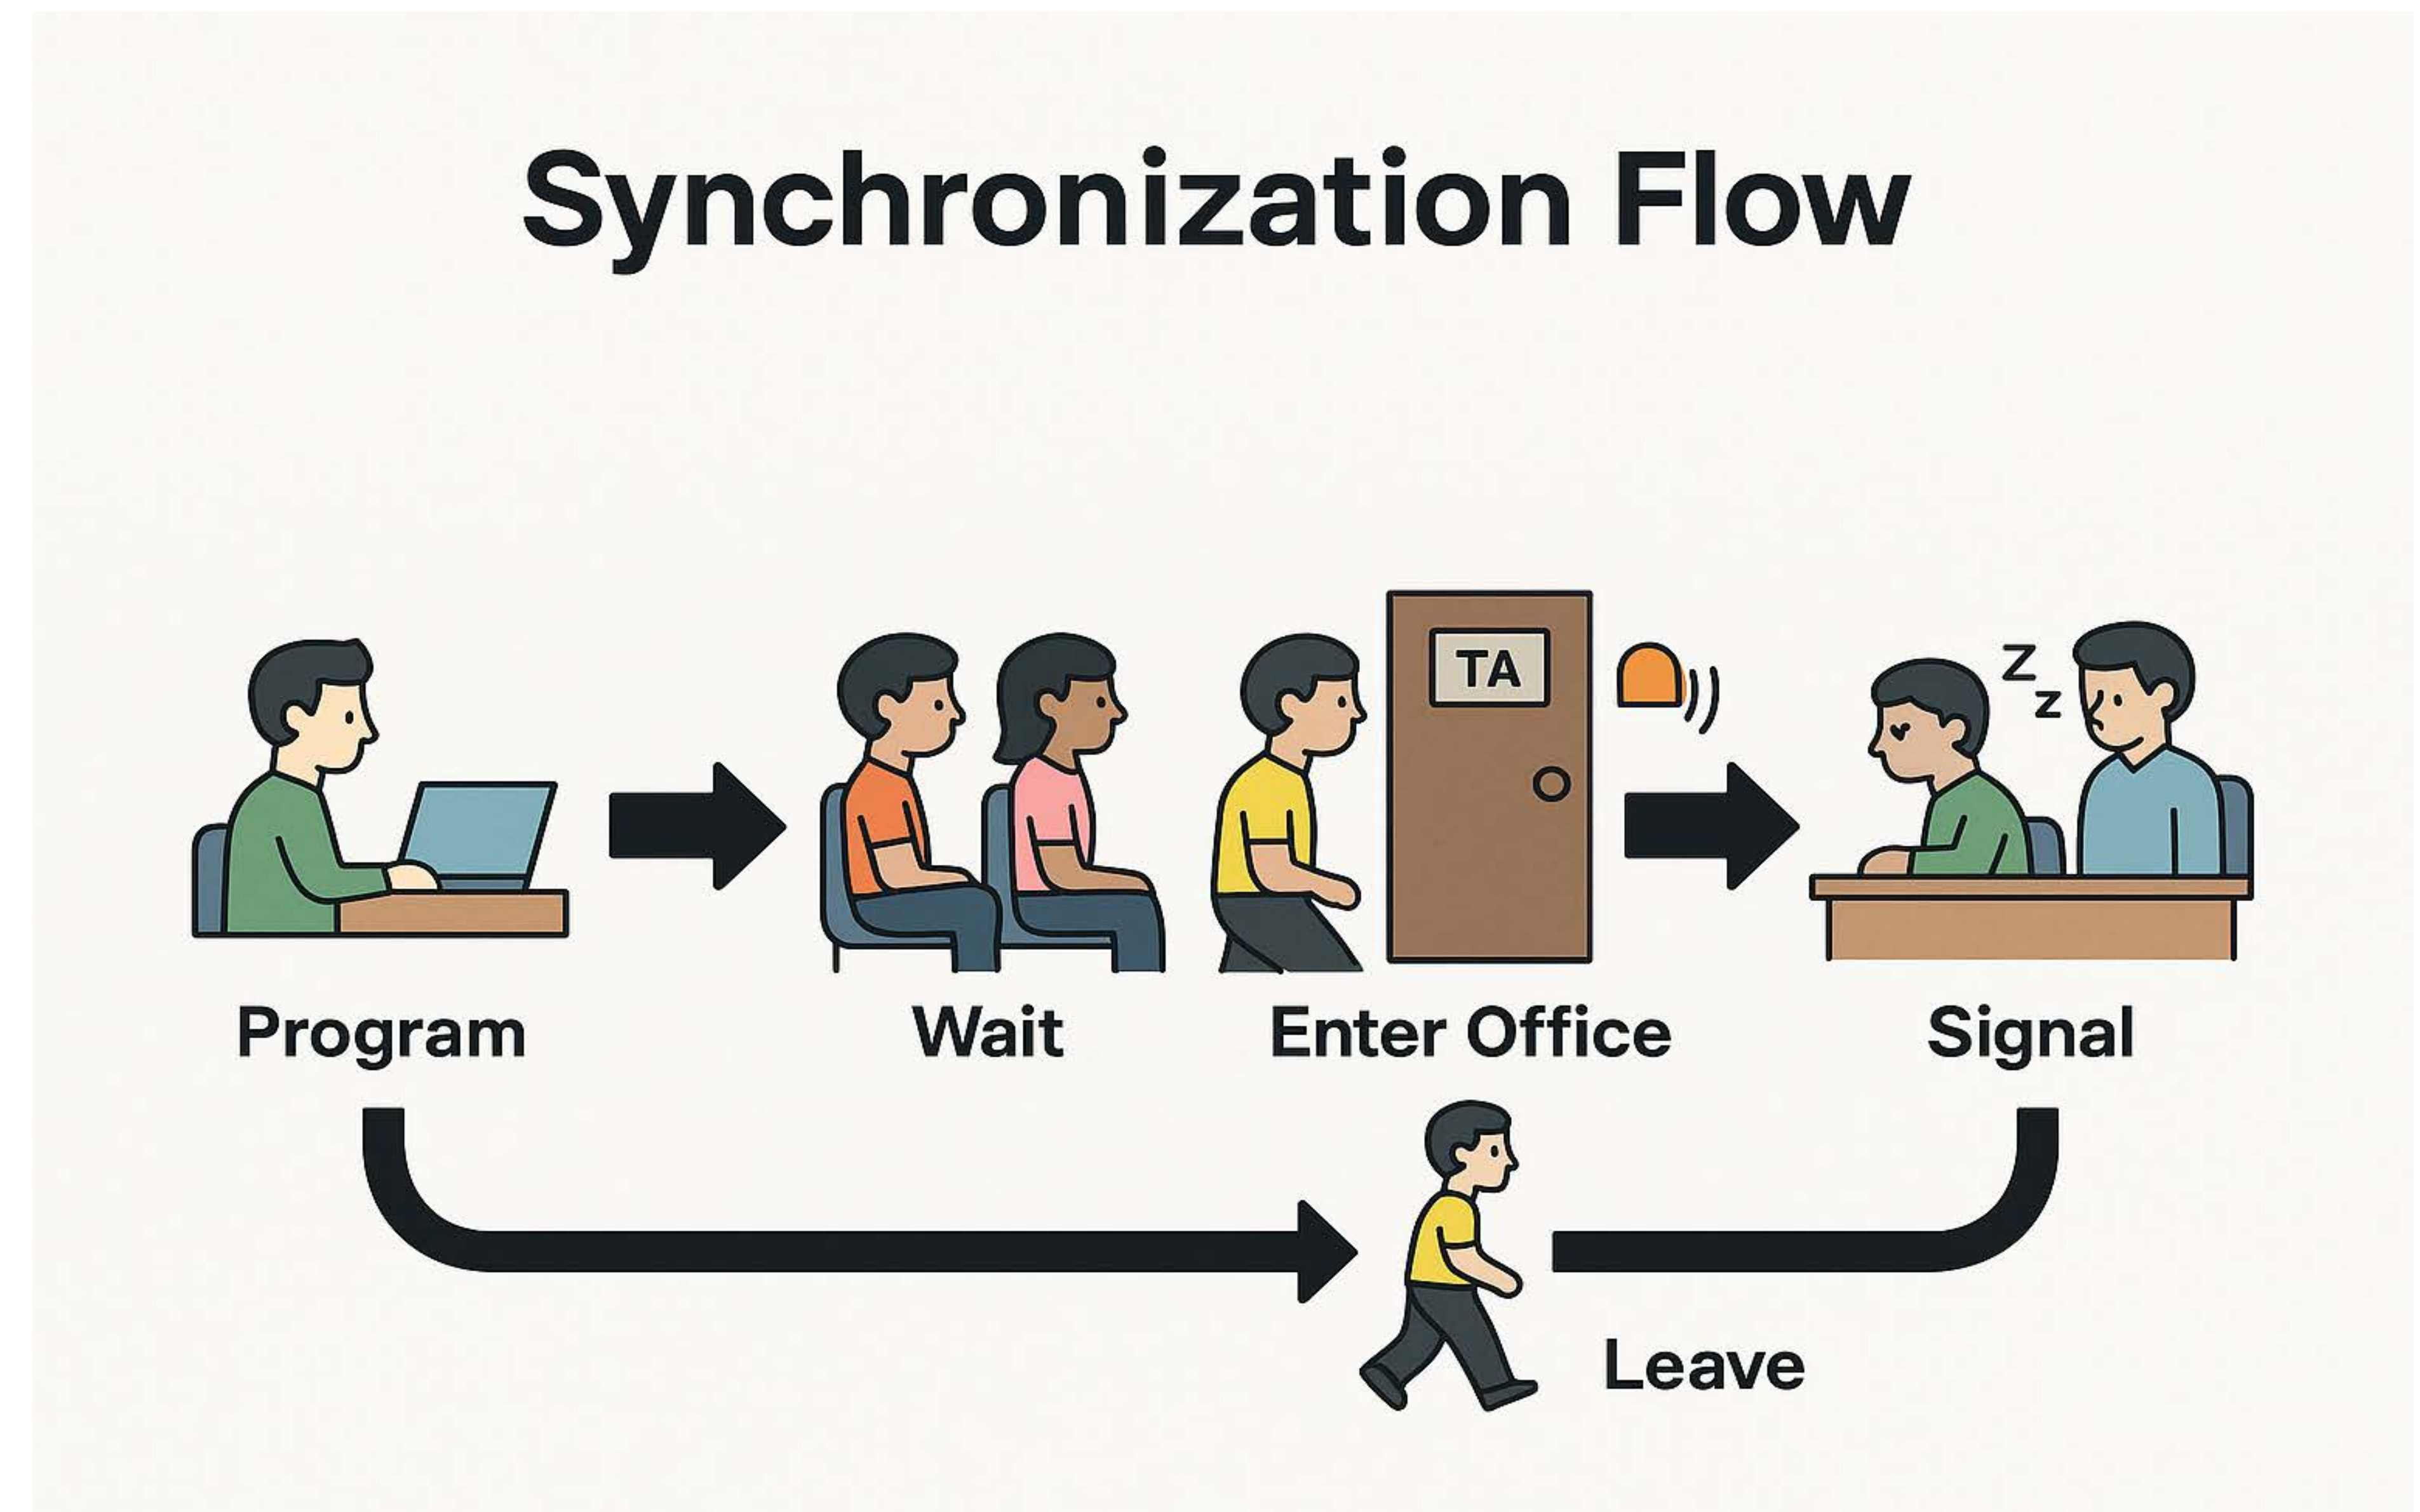 Synchronization Flow
TA
Z
z
Program
Wait
Enter Office
Signal
Leave